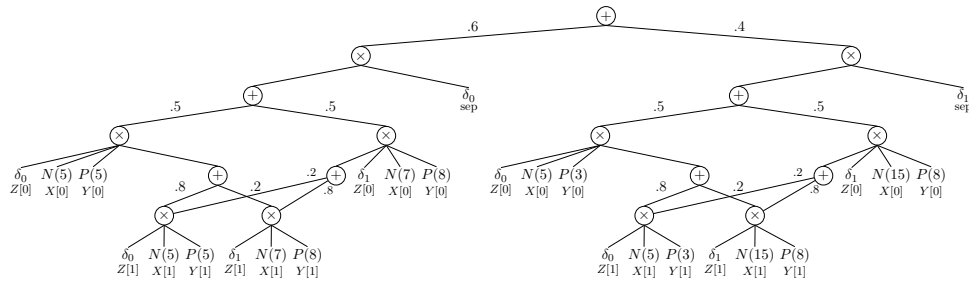 +
.6 .4
× ×
+ δ₀ + δ₁
sep sep
.5 .5 .5 .5
× × × ×
δ₀ N(5) P(5) + + δ₁ N(7) P(8) δ₀ N(5) P(3) + + δ₁ N(15) P(8)
Z[0] X[0] Y[0] Z[0] X[0] Y[0] Z[0] X[0] Y[0] Z[0] X[0] Y[0]
.8 .2 .2 .8 .8 .2 .2 .8
× × × ×
δ₀ N(5) P(5) δ₁ N(7) P(8) δ₀ N(5) P(3) δ₁ N(15) P(8)
Z[1] X[1] Y[1] Z[1] X[1] Y[1] Z[1] X[1] Y[1] Z[1] X[1] Y[1]